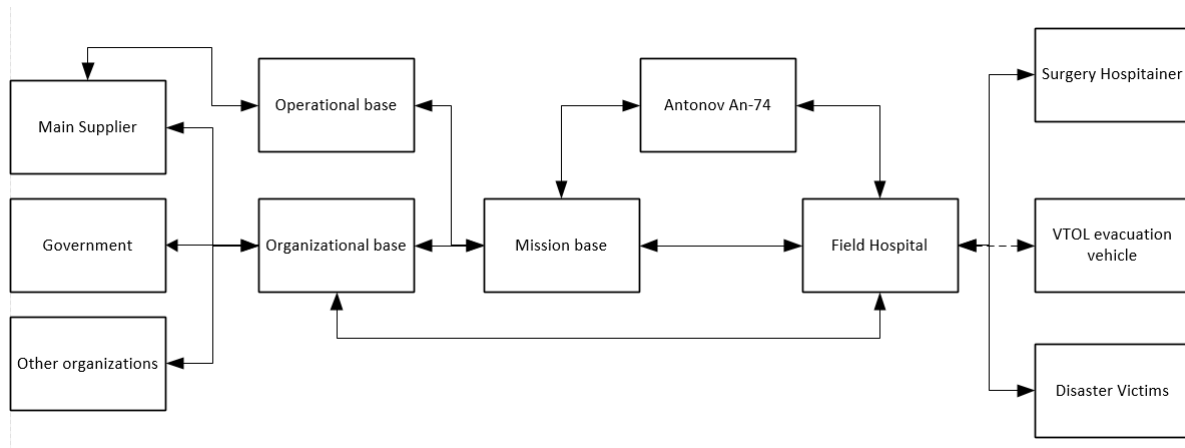 Main Supplier
Government
Other organizations
Operational base
Organizational base
Mission base
Antonov An-74
Field Hospital
Surgery Hospitainer
VTOL evacuation
vehicle
Disaster Victims